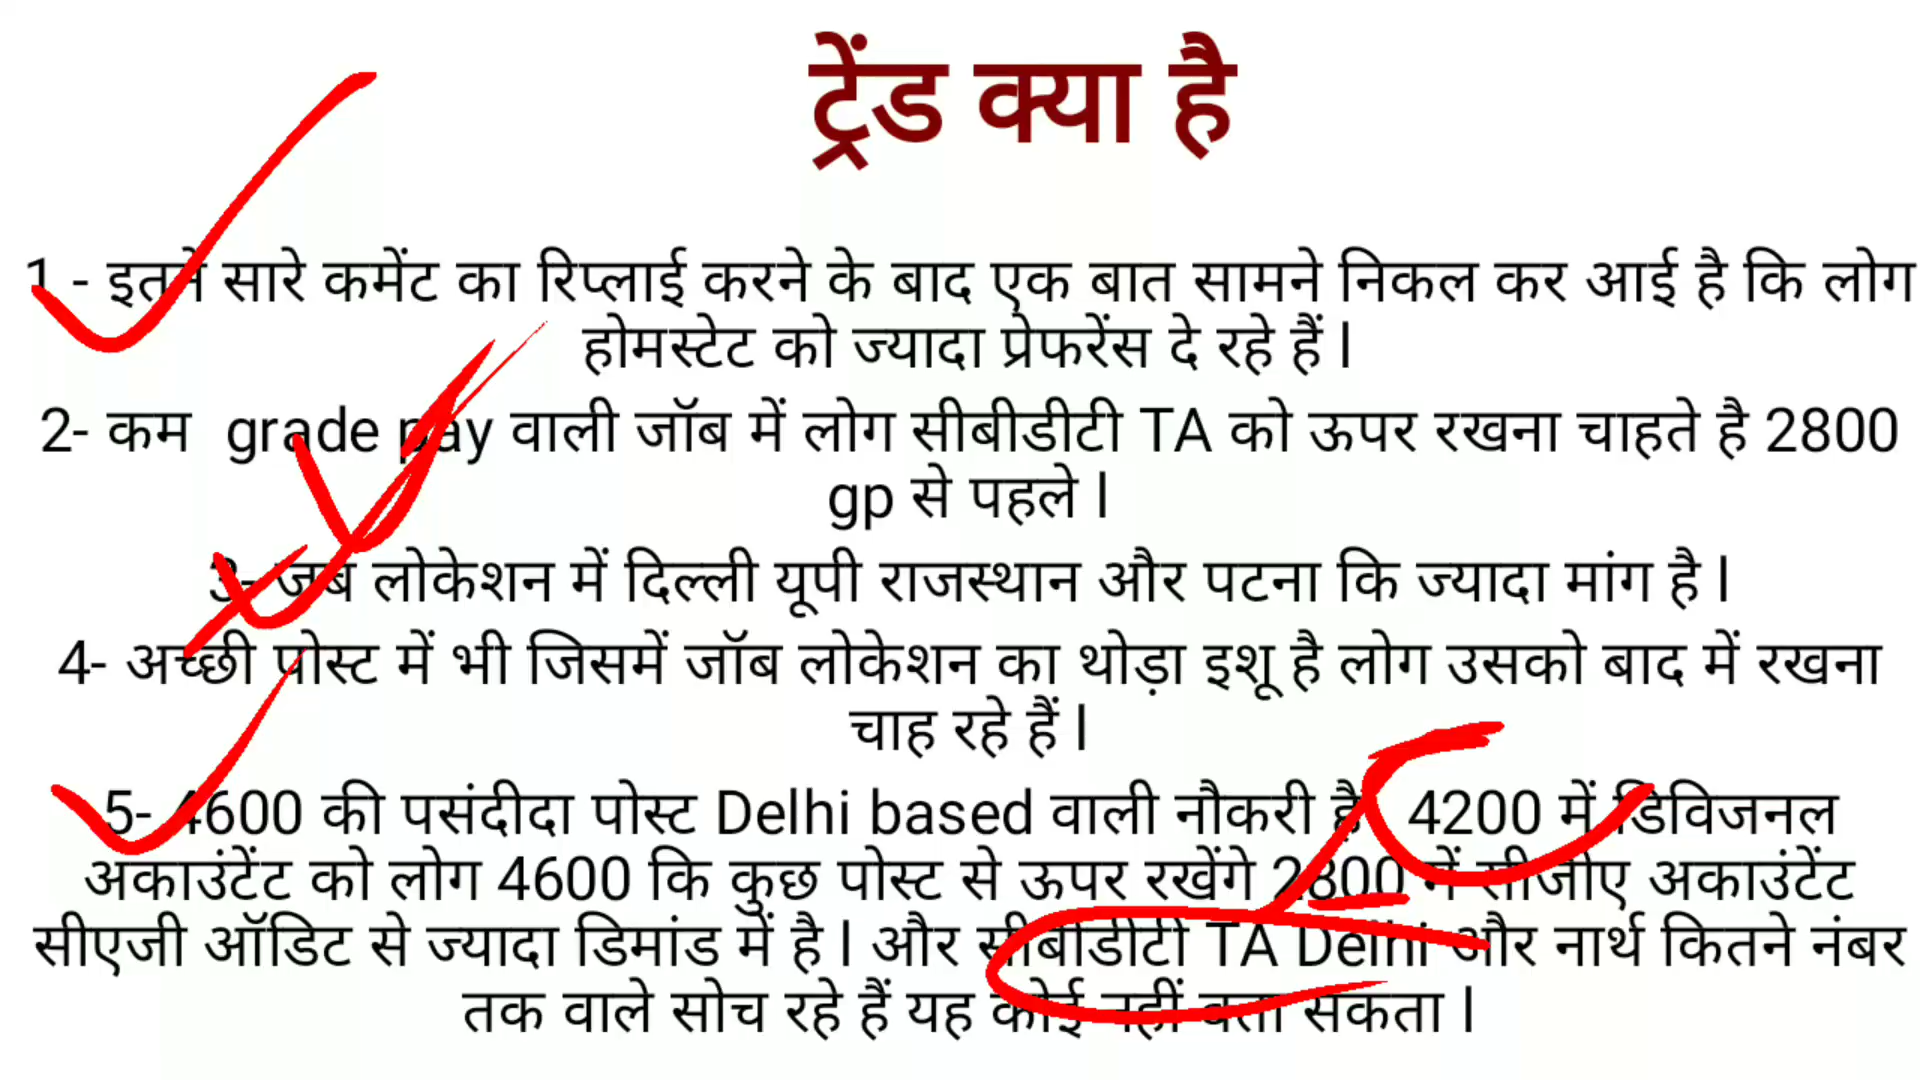 ट्रेंड क्या है
1 - इतने सारे कमेंट का रिप्लाई करने के बाद एक बात सामने निकल कर आई है कि लोग
होमस्टेट को ज्यादा प्रेफरेंस दे रहे हैं l
2- कम grade pay वाली जॉब में लोग सीबीडीटी TA को ऊपर रखना चाहते है 2800
gp से पहले l
3- जब लोकेशन में दिल्ली यूपी राजस्थान और पटना कि ज्यादा मांग है l
4- अच्छी पोस्ट में भी जिसमें जॉब लोकेशन का थोड़ा इशू है लोग उसको बाद में रखना
चाह रहे हैं l
5- 4600 की पसंदीदा पोस्ट Delhi based वाली नौकरी है 4200 में डिविजनल
अकाउंटेंट को लोग 4600 कि कुछ पोस्ट से ऊपर रखेंगे 2800 में सीजीए अकाउंटेंट
सीएजी ऑडिट से ज्यादा डिमांड में है l और सीबीडीटी TA Delhi और नार्थ कितने नंबर
तक वाले सोच रहे हैं यह कोई नहीं बता सकता l